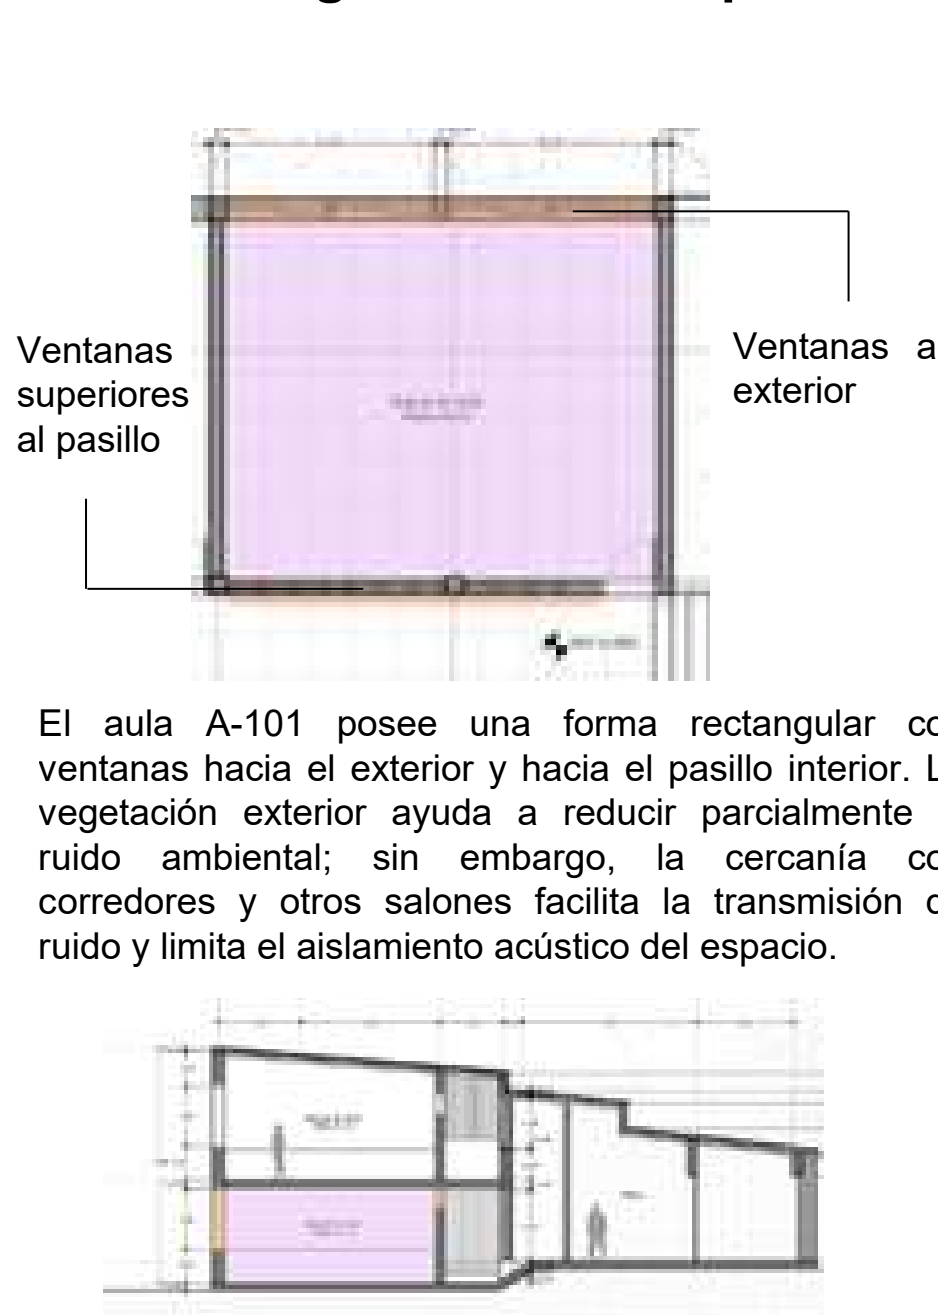 Ventanas
superiores
al pasillo
Ventanas a
exterior
El aula A-101 posee una forma rectangular co
ventanas hacia el exterior y hacia el pasillo interior. L
vegetación exterior ayuda a reducir parcialmente
ruido ambiental; sin embargo, la cercanía co
corredores y otros salones facilita la transmisión d
ruido y limita el aislamiento acústico del espacio.